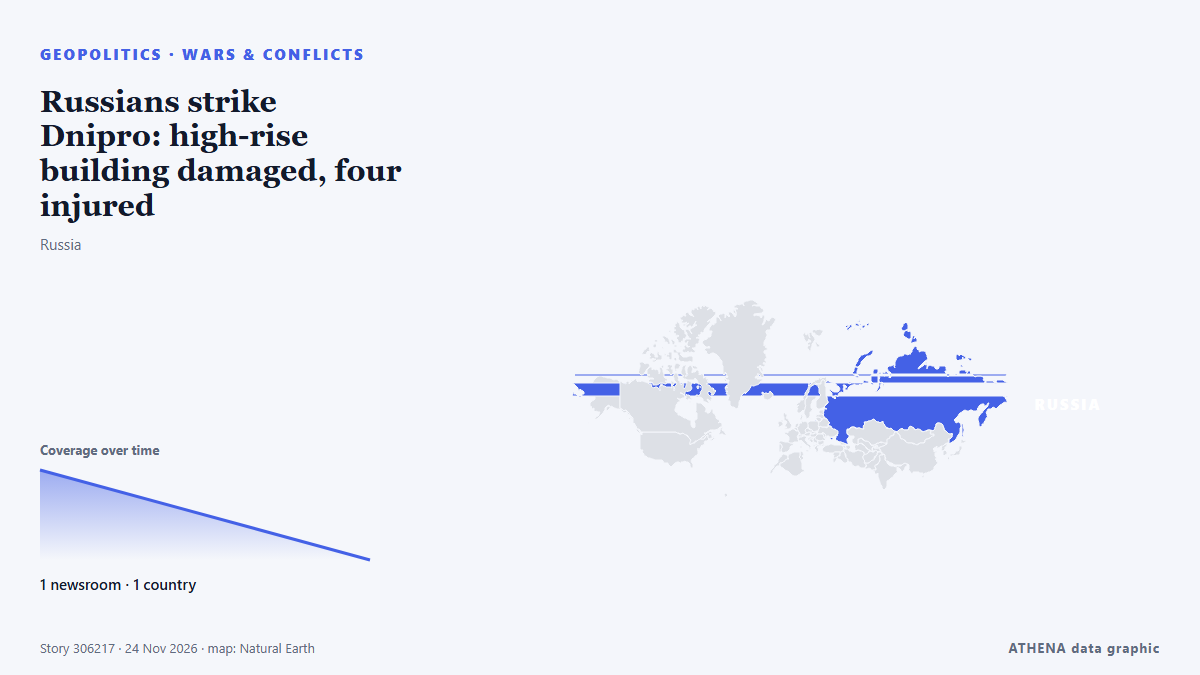 GEOPOLITICS · WARS & CONFLICTS
Russians strike
Dnipro: high-rise
building damaged, four
injured
Russia
RUSSIA
Coverage over time
1 newsroom · 1 country
Story 306217 · 24 Nov 2026 · map: Natural Earth
ATHENA data graphic